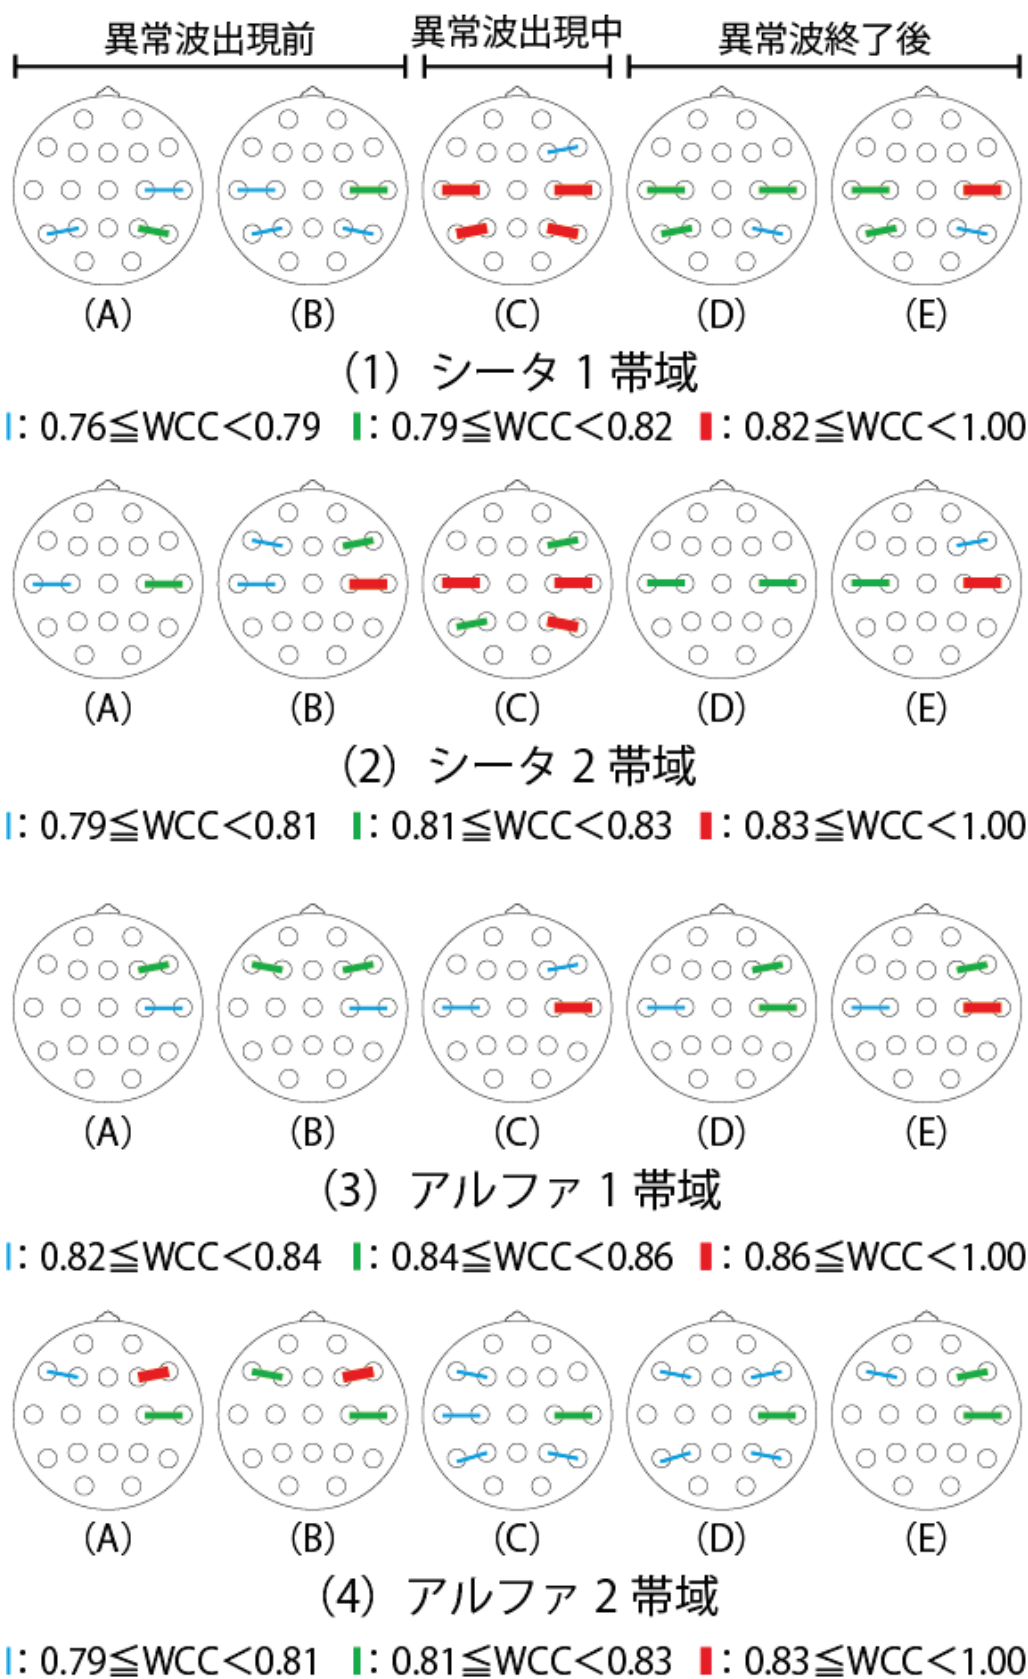 異常波出現前 異常波出現中 異常波終了後
(A) (B) (C) (D) (E)
（1）シータ 1 帯域
：0.76≦WCC＜0.79 ：0.79≦WCC＜0.82 ：0.82≦WCC＜1.00
(A) (B) (C) (D) (E)
（2）シータ 2 帯域
：0.79≦WCC＜0.81 ：0.81≦WCC＜0.83 ：0.83≦WCC＜1.00
(A) (B) (C) (D) (E)
（3）アルファ 1 帯域
：0.82≦WCC＜0.84 ：0.84≦WCC＜0.86 ：0.86≦WCC＜1.00
(A) (B) (C) (D) (E)
（4）アルファ 2 帯域
：0.79≦WCC＜0.81 ：0.81≦WCC＜0.83 ：0.83≦WCC＜1.00